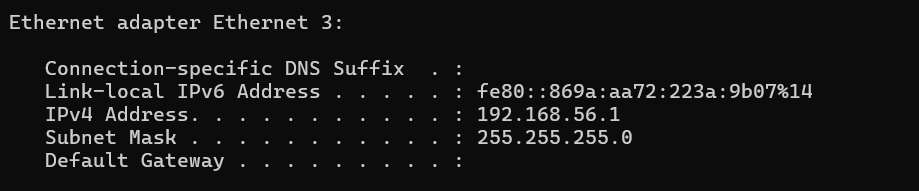 Ethernet adapter Ethernet 3:
Connection-specific DNS Suffix  . :
Link-local IPv6 Address . . . . . : fe80::869a:aa72:223a:9b07%14
IPv4 Address. . . . . . . . . . . : 192.168.56.1
Subnet Mask . . . . . . . . . . . : 255.255.255.0
Default Gateway . . . . . . . . . :